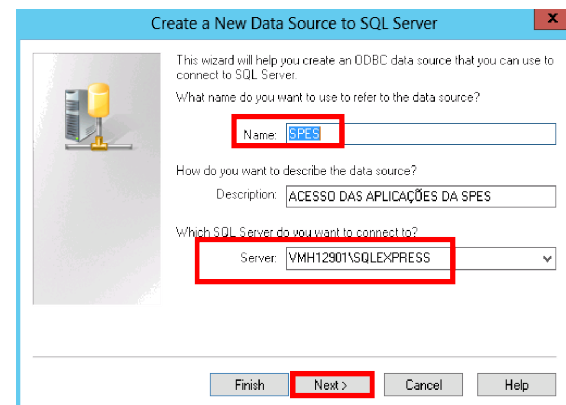 Create a New Data Source to SQL Server
X
This wizard will help you create an ODBC data source that you can use to
connect to SQL Server.
What name do you want to use to refer to the data source?
Name: SPES
How do you want to describe the data source?
Description: ACESSO DAS APLICAÇÕES DA SPES
Which SQL Server do you want to connect to?
Server: VMH12901\SQLEXPRESS
Finish Next > Cancel Help